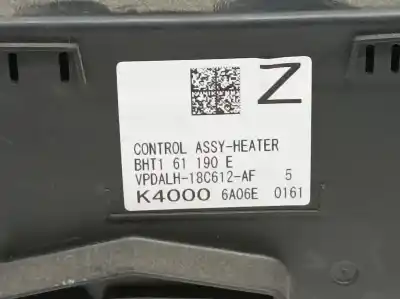 Z
CONTROL ASSY-HEATER
BHT1 61 190 E
VPDALH-18C612-AF 5
K4000 6A06E 0161